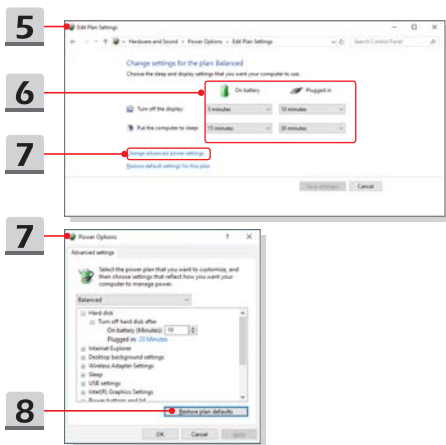 5
Edit Plan Settings
Hardware and Sound > Power Options > Edit Plan Settings
Search Control Panel
Change settings for the plan: Balanced
Choose the sleep and display settings that you want your computer to use.
6
On battery
Plugged in
Turn off the display:
5 minutes
10 minutes
Put the computer to sleep:
15 minutes
30 minutes
7
Change advanced power settings
Restore default settings for this plan
Save changes
Cancel
7
Power Options
? ×
Advanced settings
Select the power plan that you want to customize, and
then choose settings that reflect how you want your
computer to manage power.
Balanced
Hard disk
Turn off hard disk after
On battery (Minutes): 10
Plugged in: 20 Minutes
Internet Explorer
Desktop background settings
Wireless Adapter Settings
Sleep
USB settings
Intel(R) Graphics Settings
Power buttons and lid
8
Restore plan defaults
OK
Cancel
Apply